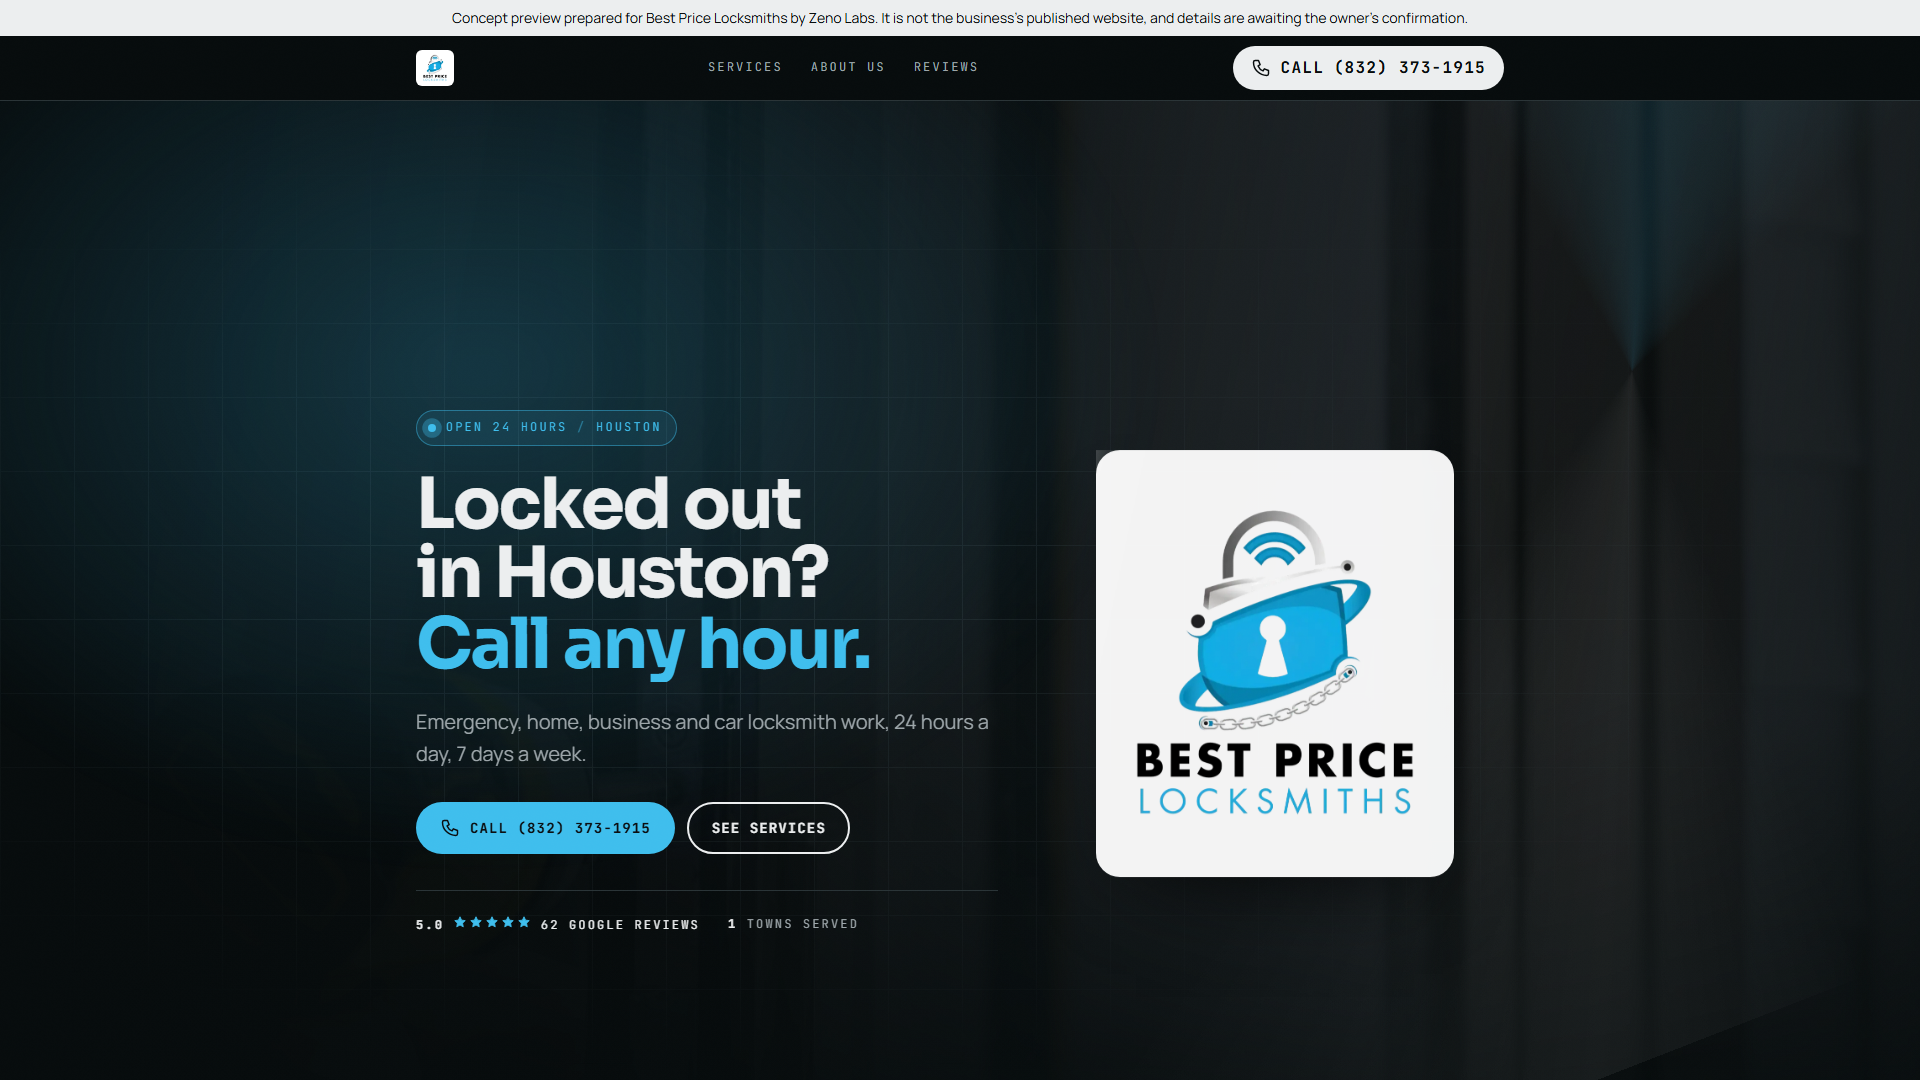 Concept preview prepared for Best Price Locksmiths by Zeno Labs. It is not the business's published website, and details are awaiting the owner's confirmation.
BEST PRICE
LOCKSMITHS
SERVICES
ABOUT US
REVIEWS
CALL (832) 373-1915
OPEN 24 HOURS / HOUSTON
Locked out
in Houston?
Call any hour.
Emergency, home, business and car locksmith work, 24 hours a
day, 7 days a week.
CALL (832) 373-1915
SEE SERVICES
5.0 ★★★★★ 62 GOOGLE REVIEWS
1 TOWNS SERVED
BEST PRICE
LOCKSMITHS